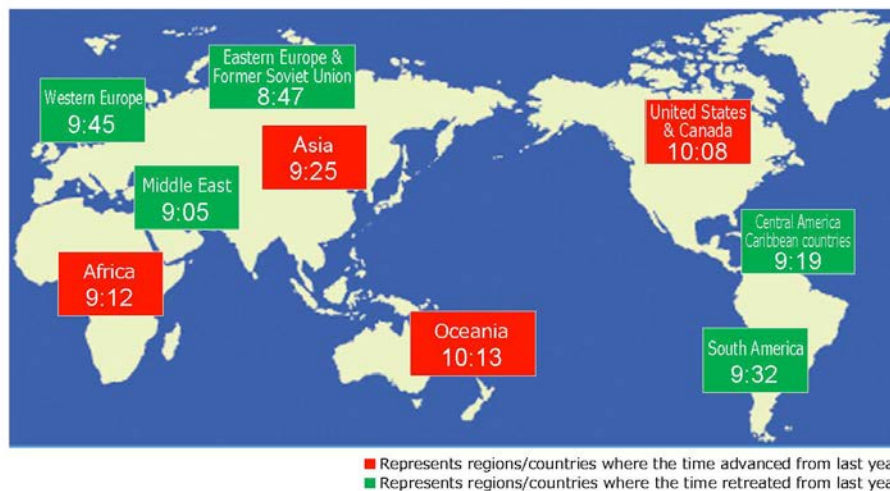 Eastern Europe &
Former Soviet Union
8:47
Western Europe
9:45
United States
& Canada
10:08
Asia
9:25
Middle East
9:05
Central America
Caribbean countries
9:19
Africa
9:12
Oceania
10:13
South America
9:32
Represents regions/countries where the time advanced from last yea
Represents regions/countries where the time retreated from last yea